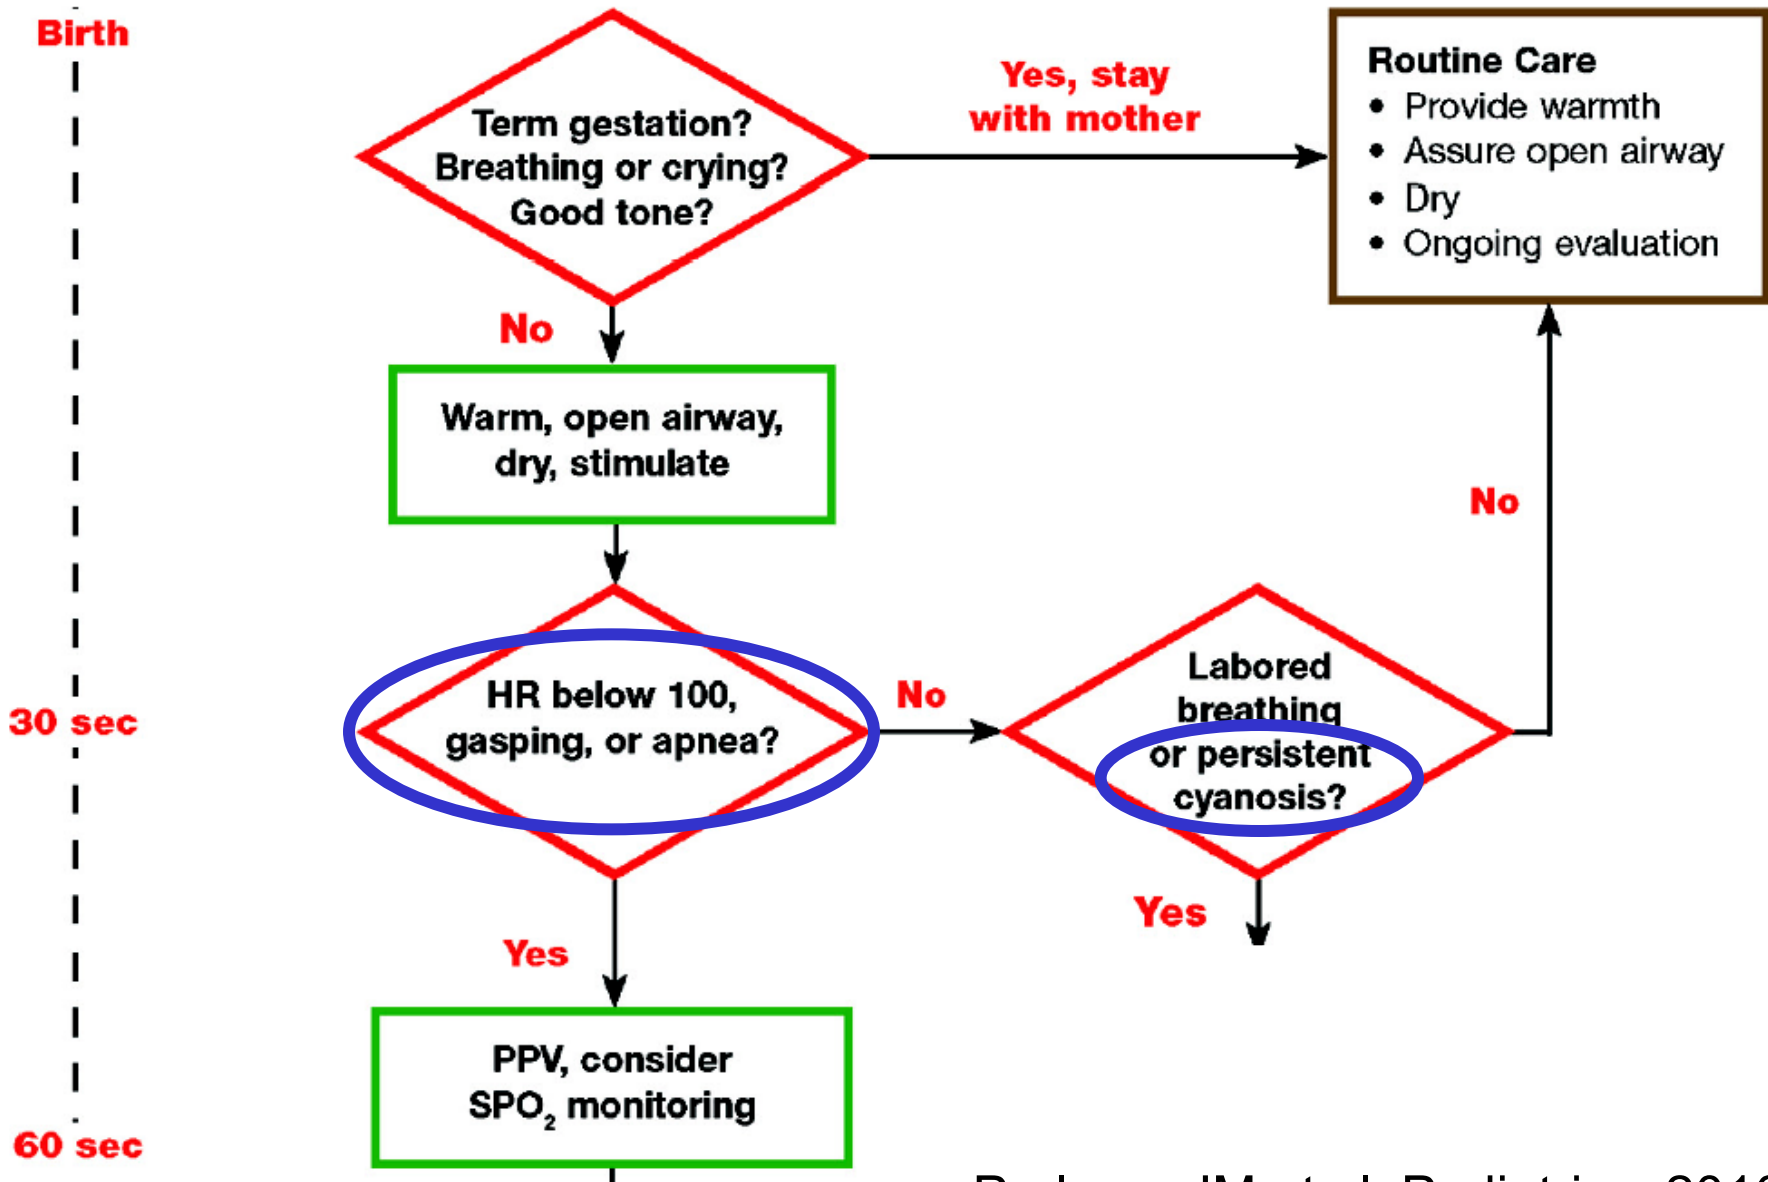 Birth
Term gestation?
Breathing or crying?
Good tone?
Yes, stay
with mother
Routine Care
• Provide warmth
• Assure open airway
• Dry
• Ongoing evaluation
No
Warm, open airway,
dry, stimulate
No
30 sec
HR below 100,
gasping, or apnea?
No
Labored
breathing
or persistent
cyanosis?
Yes
Yes
PPV, consider
SPO₂ monitoring
60 sec